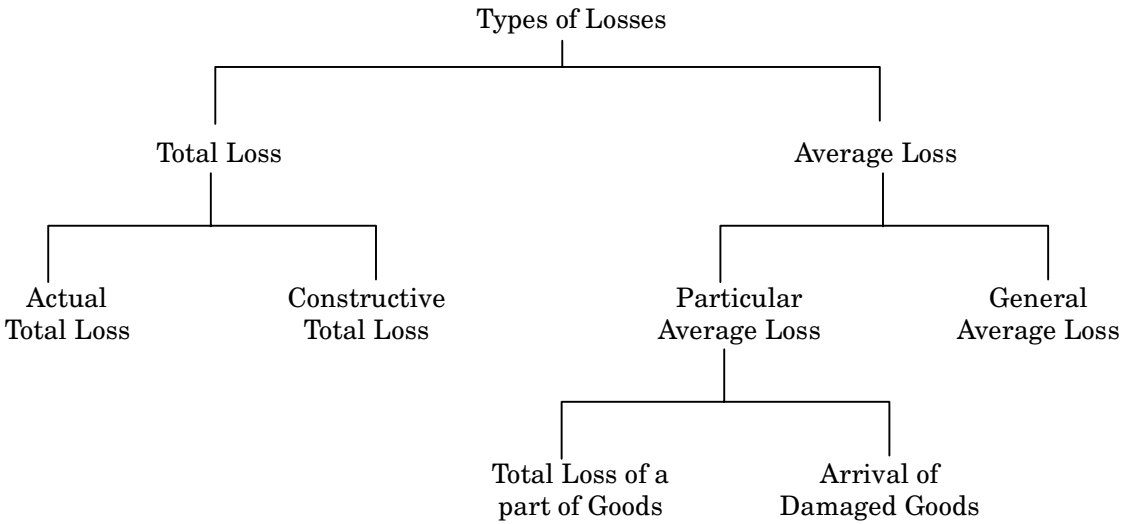 Types of Losses
Total Loss
Average Loss
Actual
Total Loss
Constructive
Total Loss
Particular
Average Loss
General
Average Loss
Total Loss of a
part of Goods
Arrival of
Damaged Goods